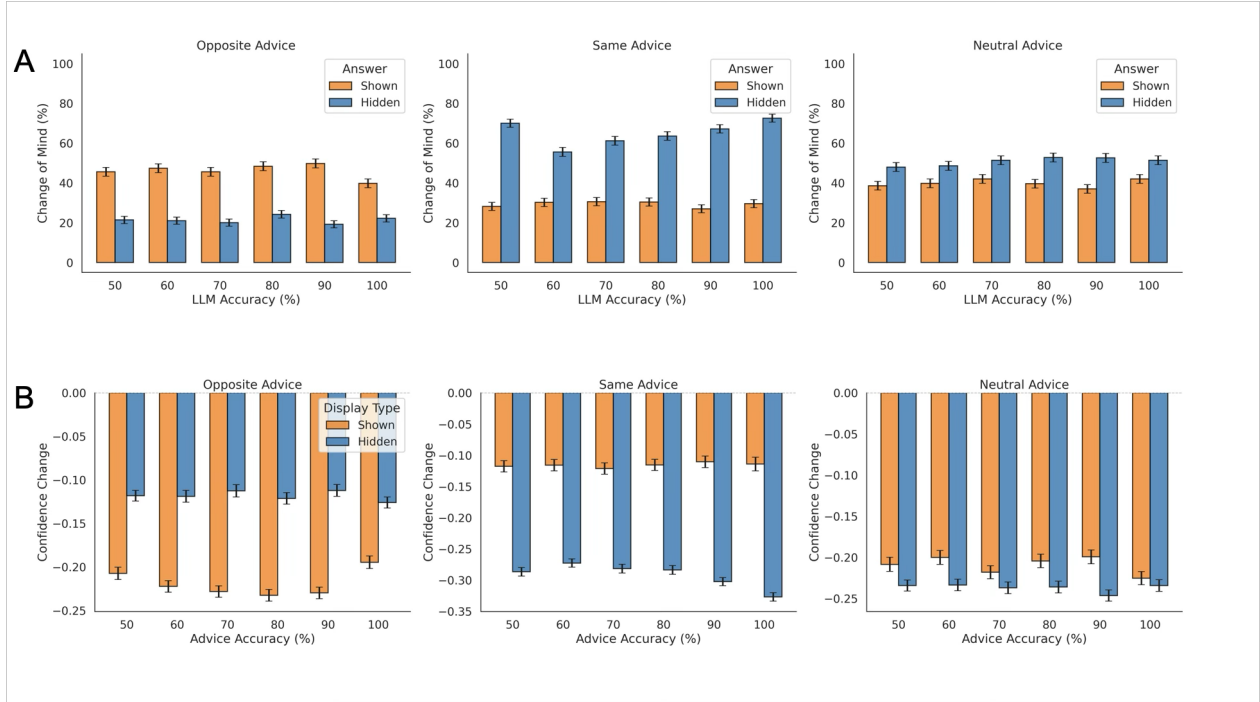 A
Opposite Advice
Change of Mind (%)
100
80
60
40
20
0
Answer
Shown
Hidden
50 60 70 80 90 100
LLM Accuracy (%)
Same Advice
Change of Mind (%)
100
80
60
40
20
0
Answer
Shown
Hidden
50 60 70 80 90 100
LLM Accuracy (%)
Neutral Advice
Change of Mind (%)
100
80
60
40
20
0
Answer
Shown
Hidden
50 60 70 80 90 100
LLM Accuracy (%)
B
Opposite Advice
Confidence Change
0.00
−0.05
−0.10
−0.15
−0.20
−0.25
Display Type
Shown
Hidden
50 60 70 80 90 100
Advice Accuracy (%)
Same Advice
Confidence Change
0.00
−0.05
−0.10
−0.15
−0.20
−0.25
−0.30
−0.35
50 60 70 80 90 100
Advice Accuracy (%)
Neutral Advice
Confidence Change
0.00
−0.05
−0.10
−0.15
−0.20
−0.25
50 60 70 80 90 100
Advice Accuracy (%)